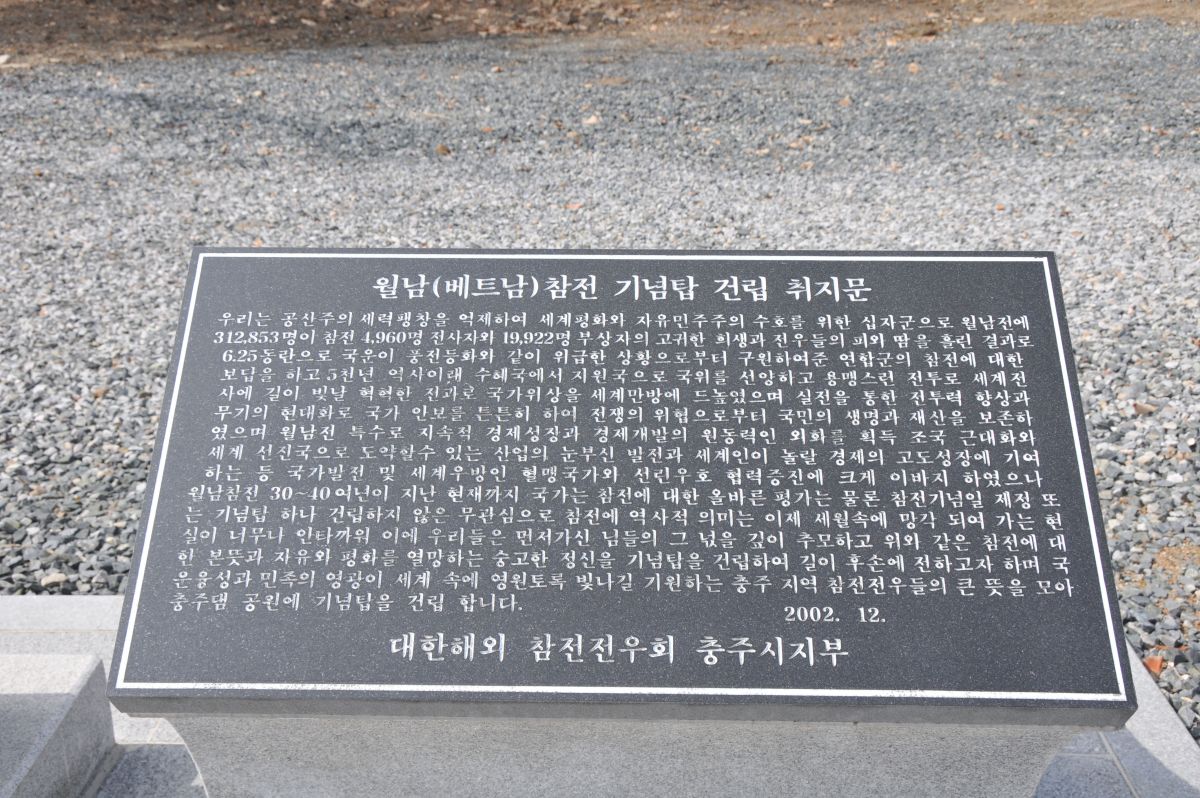 월남(베트남)참전 기념탑 건립 취지문
우리는 공산주의 세력팽창을 억제하여 세계평화와 자유민주주의 수호를 위한 십자군으로 월남전에
312,853명이 참전 4,960명 전사자와 19,922명 부상자의 고귀한 희생과 전우들의 피와 땀을 흘린 결과로
6.25동란으로 국운이 풍전등화와 같이 위급한 상황으로부터 구원하여준 연합군의 참전에 대한
보답을 하고 5천년 역사이래 수혜국에서 지원국으로 국위를 선양하고 용맹스런 전투로 세계전
사에 길이 빛날 혁혁한 전과로 국가위상을 세계만방에 드높였으며 실전을 통한 전투력 향상과
무기의 현대화로 국가 안보를 튼튼히 하여 전쟁의 위협으로부터 국민의 생명과 재산을 보존하
였으며 월남전 특수로 지속적 경제성장과 경제개발의 원동력인 외화를 획득 조국 근대화와
세계 선진국으로 도약할수 있는 산업의 눈부신 발전과 세계인이 놀랄 경제의 고도성장에 기여
하는 등 국가발전 및 세계우방인 혈맹국가와 선린우호 협력증진에 크게 이바지 하였으나
월남참전 30~40여년이 지난 현재까지 국가는 참전에 대한 올바른 평가는 물론 참전기념일 제정 또
는 기념탑 하나 건립하지 않은 무관심으로 참전에 역사적 의미는 이제 세월속에 망각 되여 가는 현
실이 너무나 안타까워 이에 우리들은 먼저가신 님들의 그 넋을 깊이 추모하고 위와 같은 참전에 대
한 본뜻과 자유와 평화를 열망하는 숭고한 정신을 기념탑을 건립하여 길이 후손에 전하고자 하며 국
운융성과 민족의 영광이 세계 속에 영원토록 빛나길 기원하는 충주 지역 참전전우들의 큰 뜻을 모아
충주댐 공원에 기념탑을 건립 합니다. 2002. 12.
대한해외 참전전우회 충주시지부